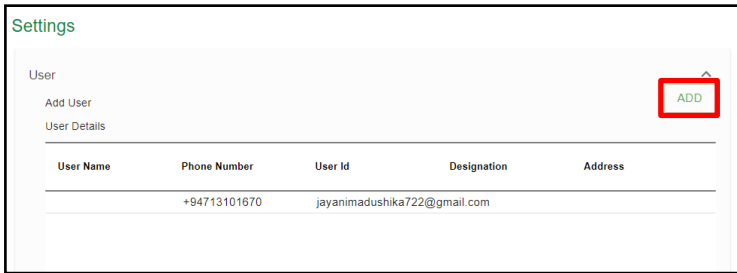 Settings
User
Add User
ADD
User Details
User Name Phone Number User Id Designation Address
+94713101670 jayanimadushika722@gmail.com